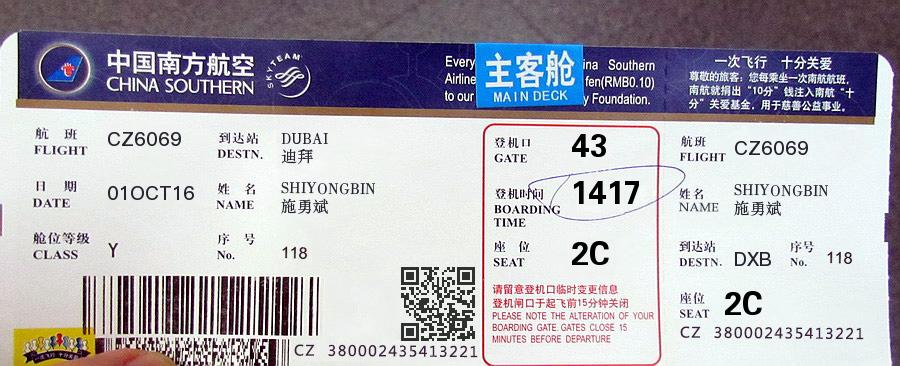 中国南方航空
CHINA SOUTHERN
SKYTEAM
Every
Airline
to our
主客舱
MAIN DECK
ina Southern
fen(RMB0.10)
y Foundation.
一次飞行 十分关爱
尊敬的旅客: 您每乘坐一次南航航班,
南航就捐出 "10分" 钱注入南航 "十
分" 关爱基金, 用于慈善公益事业。
航 班 CZ6069 到达站 DUBAI
FLIGHT DESTN. 迪拜
日 期 01OCT16 姓 名 SHIYONGBIN
DATE NAME 施勇斌
舱位等级 Y 序 号 118
CLASS No.
CZ 380002435413221
登机口 43
GATE
登机时间 1417
BOARDING
TIME
座 位 2C
SEAT
请留意登机口临时变更信息
登机闸口于起飞前15分钟关闭
PLEASE NOTE THE ALTERATION OF YOUR
BOARDING GATE. GATES CLOSE 15
MINUTES BEFORE DEPARTURE
航班 CZ6069
FLIGHT
姓名 SHIYONGBIN
NAME 施勇斌
到达站 DXB 序号 118
DESTN. No.
座位 2C
SEAT
CZ 380002435413221
一次飞行 十分关爱